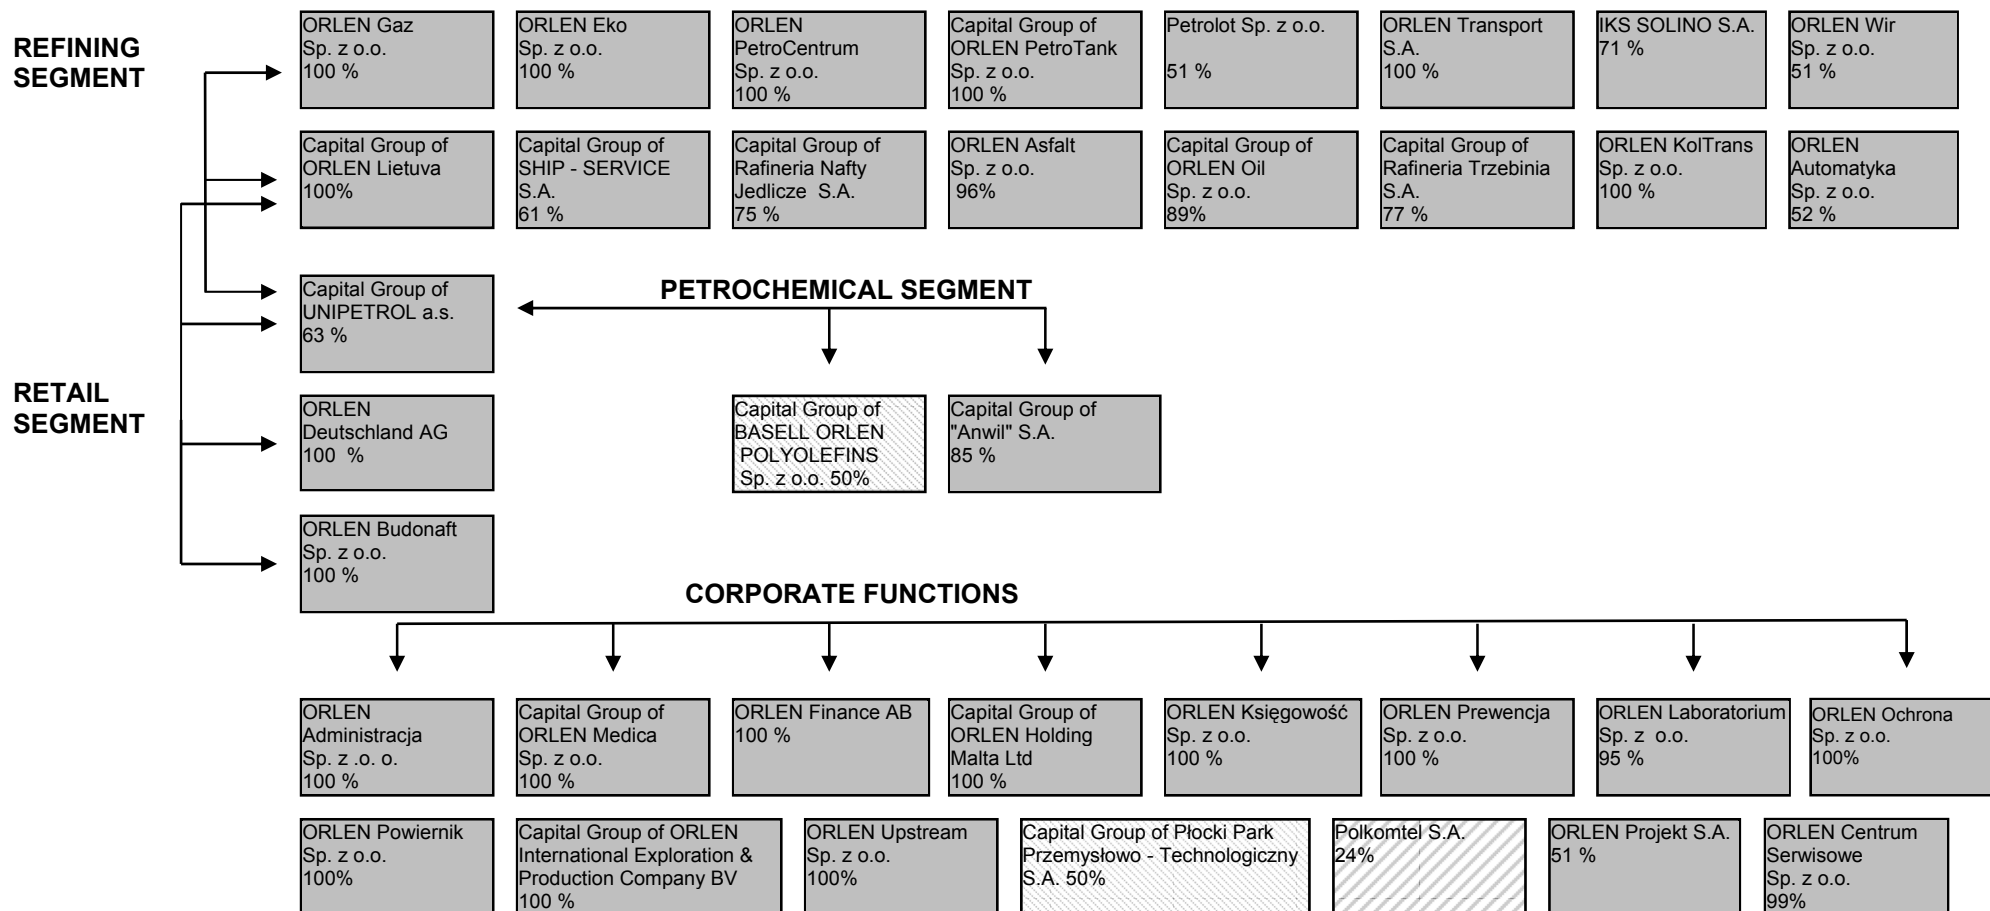 REFINING
SEGMENT
ORLEN Gaz
Sp. z o.o.
100 %
ORLEN Eko
Sp. z o.o.
100 %
ORLEN
PetroCentrum
Sp. z o.o.
100 %
Capital Group of
ORLEN PetroTank
Sp. z o.o.
100 %
Petrolot Sp. z o.o.
51 %
ORLEN Transport
S.A.
100 %
IKS SOLINO S.A.
71 %
ORLEN Wir
Sp. z o.o.
51 %
Capital Group of
ORLEN Lietuva
100%
Capital Group of
SHIP - SERVICE
S.A.
61 %
Capital Group of
Rafineria Nafty
Jedlicze S.A.
75 %
ORLEN Asfalt
Sp. z o.o.
96%
Capital Group of
ORLEN Oil
Sp. z o.o.
89%
Capital Group of
Rafineria Trzebinia
S.A.
77 %
ORLEN KolTrans
Sp. z o.o.
100 %
ORLEN
Automatyka
Sp. z o.o.
52 %
Capital Group of
UNIPETROL a.s.
63 %
PETROCHEMICAL SEGMENT
RETAIL
SEGMENT
ORLEN
Deutschland AG
100 %
Capital Group of
BASELL ORLEN
POLYOLEFINS
Sp. z o.o. 50%
Capital Group of
"Anwil" S.A.
85 %
ORLEN Budonaft
Sp. z o.o.
100 %
CORPORATE FUNCTIONS
ORLEN
Administracja
Sp. z .o. o.
100 %
Capital Group of
ORLEN Medica
Sp. z o.o.
100 %
ORLEN Finance AB
100 %
Capital Group of
ORLEN Holding
Malta Ltd
100 %
ORLEN Księgowość
Sp. z o.o.
100 %
ORLEN Prewencja
Sp. z o.o.
100 %
ORLEN Laboratorium
Sp. z o.o.
95 %
ORLEN Ochrona
Sp. z o.o.
100%
ORLEN Powiernik
Sp. z o.o.
100%
Capital Group of ORLEN
International Exploration &
Production Company BV
100 %
ORLEN Upstream
Sp. z o.o.
100%
Capital Group of Płocki Park
Przemysłowo - Technologiczny
S.A. 50%
Polkomtel S.A.
24%
ORLEN Projekt S.A.
51 %
ORLEN Centrum
Serwisowe
Sp. z o.o.
99%